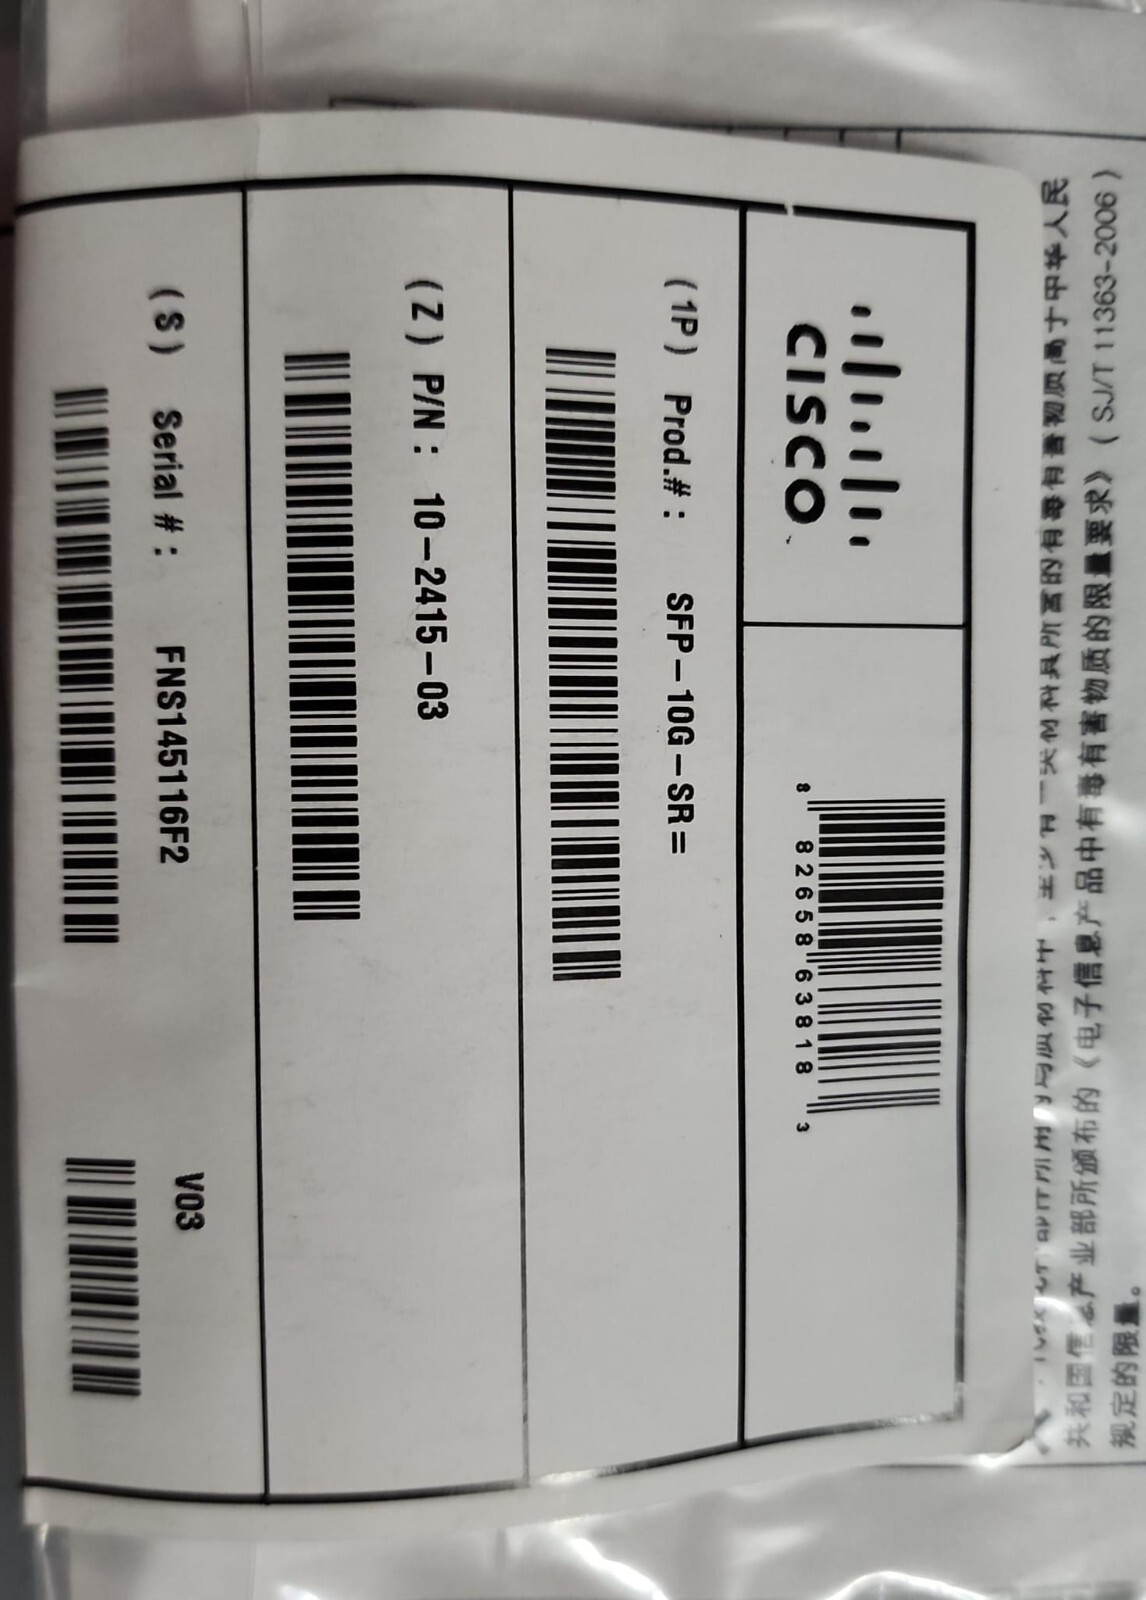 CISCO
8 82658 63818 3
(1P) Prod.#: SFP-10G-SR=
(Z) P/N: 10-2415-03
(S) Serial #: FNS145116F2 V03
共和国信息产业部所颁布的《电子信息产品中有毒有害物质的限量要求》(SJ/T 11363-2006)
规定的限量。